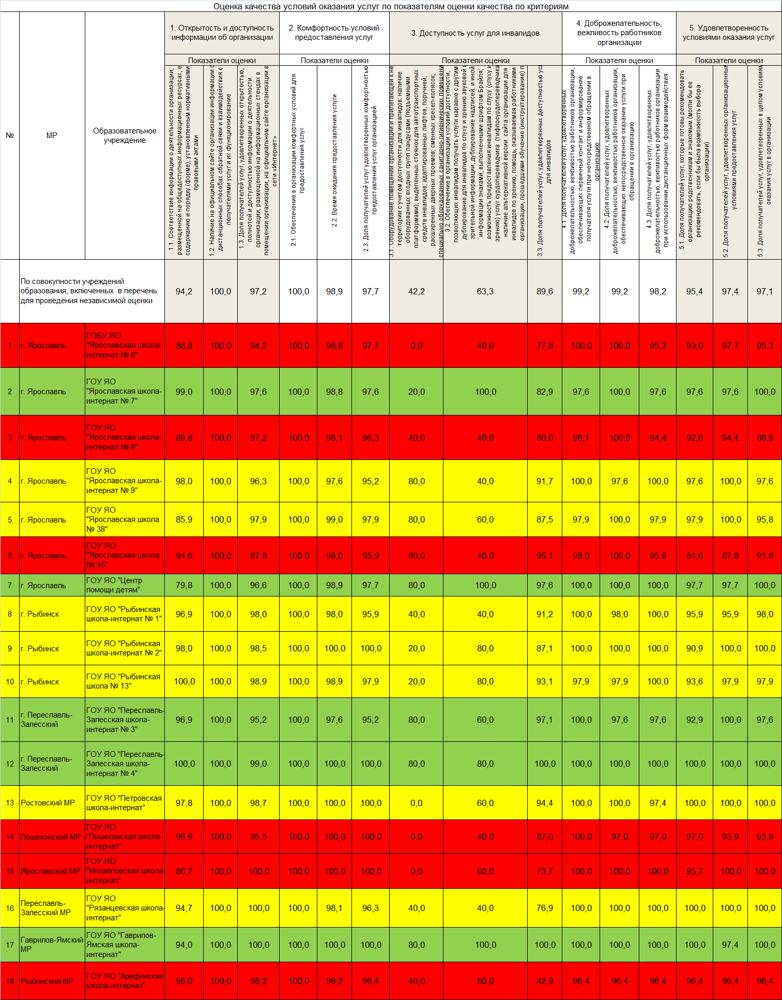 Оценка качества условий оказания услуг по показателям оценки качества по критериям
№
МР
Образовательное
учреждение
1. Открытость и доступность
информации об организации
2. Комфортность условий
предоставления услуг
3. Доступность услуг для инвалидов
4. Доброжелательность,
вежливость работников
организации
5. Удовлетворенность
условиями оказания услуг
Показатели оценки
Показатели оценки
Показатели оценки
Показатели оценки
Показатели оценки
1.1. Соответствие информации о деятельности организации,
размещенной на общедоступных информационных ресурсах, е
содержанию и порядку (форме), установленным нормативными
правовыми актами
1.2. Наличие на официальном сайте организации информации о
дистанционных способах обратной связи и взаимодействия с
получателями услуг и их функционирование
1.3. Доля получателей услуг, удовлетворенных открытостью,
полнотой и доступностью информации о деятельности
организации, размещенной на информационных стендах в
помещении организации, на официальном сайте организации в
сети «Интернет»
2.1. Обеспечение в организации комфортных условий для
предоставления услуг
2.2. Время ожидания предоставления услуги
2.3. Доля получателей услуг удовлетворенных комфортностью
предоставления услуг организацией
3.1. Оборудование помещений организации и прилегающей к не
территории с учетом доступности для инвалидов: наличие
оборудованных входных групп пандусами (подъемными
платформами); выделенных стоянок для автотранспортных
средств инвалидов; адаптированных лифтов, поручней,
расширенных дверных проемов; сменных кресел-колясок;
специально оборудованных санитарно-гигиенических помещени
3.2. Обеспечение в организации условий доступности,
позволяющих инвалидам получать услуги наравне с другим
дублирование для инвалидов по слуху и зрению звуковой и
зрительной информации; дублирование надписей, и иной
информации знаками, выполненными шрифтом Брайля;
возможность предоставления инвалидам по слуху (слуху и
зрению) услуг сурдопереводчика (тифлосурдопереводчика
наличие альтернативной версии сайта организации для
инвалидов по зрению; помощь, оказываемая работниками
организации, прошедшими обучение (инструктирование) п
3.3. Доля получателей услуг, удовлетворенных доступностью усл
для инвалидов
4.1. Доля получателей услуг, удовлетворенных
доброжелательностью, вежливостью работников организации,
обеспечивающих первичный контакт и информирование
получателя услуги при непосредственном обращении в
организацию
4.2. Доля получателей услуг, удовлетворенных
доброжелательностью, вежливостью работников организации,
обеспечивающих непосредственное оказание услуги при
обращении в организацию
4.3. Доля получателей услуг, удовлетворенных
доброжелательностью, вежливостью работников организации
при использовании дистанционных форм взаимодействия
5.1. Доля получателей услуг, которые готовы рекомендовать
организацию родственникам и знакомым (могли бы ее
рекомендовать, если бы была возможность выбора
организации)
5.2. Доля получателей услуг, удовлетворенных организационным
условиями предоставления услуг
5.3. Доля получателей услуг, удовлетворенных в целом условиям
оказания услуг в организации
По совокупности учреждений
образования, включенных в перечень
для проведения независимой оценки
94,2 100,0 97,2 100,0 98,9 97,7 42,2 63,3 89,6 99,2 99,2 98,2 95,4 97,4 97,1
1 г. Ярославль
ГОБУ ЯО
"Ярославская школа-
интернат № 6"
88,8 100,0 94,2 100,0 98,8 97,7 0,0 40,0 77,8 100,0 100,0 95,3 93,0 97,7 95,3
2 г. Ярославль
ГОУ ЯО
"Ярославская школа-
интернат № 7"
99,0 100,0 97,6 100,0 98,8 97,6 20,0 100,0 82,9 97,6 100,0 97,6 97,6 97,6 100,0
3 г. Ярославль
ГОУ ЯО
"Ярославская школа-
интернат № 8"
89,8 100,0 97,2 100,0 98,1 96,3 40,0 40,0 80,0 98,1 100,0 94,4 92,6 94,4 88,9
4 г. Ярославль
ГОУ ЯО
"Ярославская школа-
интернат № 9"
98,0 100,0 96,3 100,0 97,6 95,2 80,0 40,0 91,7 100,0 97,6 100,0 97,6 100,0 97,6
5 г. Ярославль
ГОУ ЯО
"Ярославская школа
№ 38"
85,9 100,0 97,9 100,0 99,0 97,9 80,0 60,0 87,5 97,9 100,0 97,9 97,9 100,0 95,8
6 г. Ярославль
ГОУ ЯО
"Ярославская школа
№ 45"
94,6 100,0 87,8 100,0 98,0 95,9 60,0 40,0 95,1 98,0 100,0 95,9 81,6 87,8 91,8
7 г. Ярославль
ГОУ ЯО "Центр
помощи детям"
79,8 100,0 96,6 100,0 98,9 97,7 80,0 100,0 97,6 100,0 100,0 100,0 97,7 97,7 100,0
8 г. Рыбинск
ГОУ ЯО "Рыбинская
школа-интернат № 1"
96,9 100,0 98,0 100,0 98,0 95,9 40,0 40,0 91,2 100,0 98,0 100,0 95,9 95,9 98,0
9 г. Рыбинск
ГОУ ЯО "Рыбинская
школа-интернат № 2"
98,0 100,0 98,5 100,0 100,0 100,0 20,0 80,0 87,1 100,0 100,0 100,0 90,9 100,0 100,0
10 г. Рыбинск
ГОУ ЯО "Рыбинская
школа № 13"
100,0 100,0 98,9 100,0 98,9 97,9 20,0 80,0 93,1 97,9 97,9 100,0 93,6 97,9 97,9
11 г. Переславль-
Залесский
ГОУ ЯО "Переславль-
Залесская школа-
интернат № 3"
96,9 100,0 95,2 100,0 97,6 95,2 80,0 60,0 97,1 100,0 97,6 97,6 92,9 100,0 97,6
12 г. Переславль-
Залесский
ГОУ ЯО "Переславль-
Залесская школа-
интернат № 4"
100,0 100,0 99,0 100,0 100,0 100,0 80,0 80,0 100,0 100,0 100,0 100,0 100,0 100,0 100,0
13 Ростовский МР
ГОУ ЯО "Петровская
школа-интернат"
97,8 100,0 98,7 100,0 100,0 100,0 0,0 60,0 94,4 100,0 100,0 97,4 100,0 100,0 100,0
14 Пошехонский МР
ГОУ ЯО
"Пошехонская школа-
интернат"
96,9 100,0 95,5 100,0 100,0 100,0 0,0 40,0 87,0 100,0 97,0 97,0 97,0 93,9 93,9
15 Ярославский МР
ГОУ ЯО
"Михайловская школа-
интернат"
86,7 100,0 100,0 100,0 100,0 100,0 0,0 60,0 73,7 100,0 100,0 100,0 95,7 100,0 100,0
16 Переславль-
Залесский МР
ГОУ ЯО
"Рязанцевская школа-
интернат"
94,7 100,0 100,0 100,0 98,1 96,3 40,0 40,0 76,9 100,0 100,0 100,0 100,0 100,0 100,0
17 Гаврилов-Ямский
МР
ГОУ ЯО "Гаврилов-
Ямская школа-
интернат"
94,0 100,0 100,0 100,0 100,0 100,0 80,0 100,0 100,0 100,0 100,0 100,0 100,0 97,4 100,0
18 Рыбинский МР
ГОУ ЯО "Арефинская
школа-интернат"
98,0 100,0 98,2 100,0 98,2 96,4 40,0 80,0 42,9 96,4 96,4 96,4 96,4 96,4 96,4